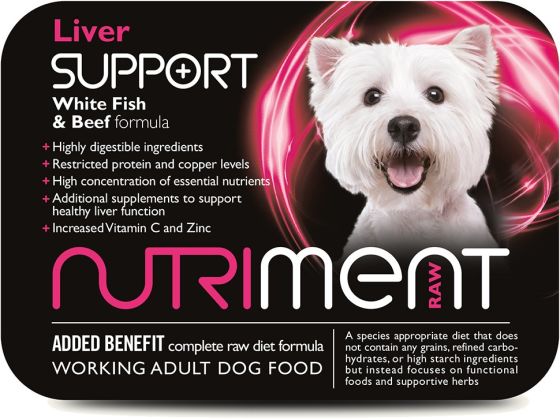 Liver
SUPPORT
White Fish
& Beef formula
+ Highly digestible ingredients
+ Restricted protein and copper levels
+ High concentration of essential nutrients
+ Additional supplements to support
healthy liver function
+ Increased Vitamin C and Zinc
NUTRIMENT
RAW
ADDED BENEFIT complete raw diet formula
WORKING ADULT DOG FOOD
A species appropriate diet that does
not contain any grains, refined carbo-
hydrates, or high starch ingredients
but instead focuses on functional
foods and supportive herbs